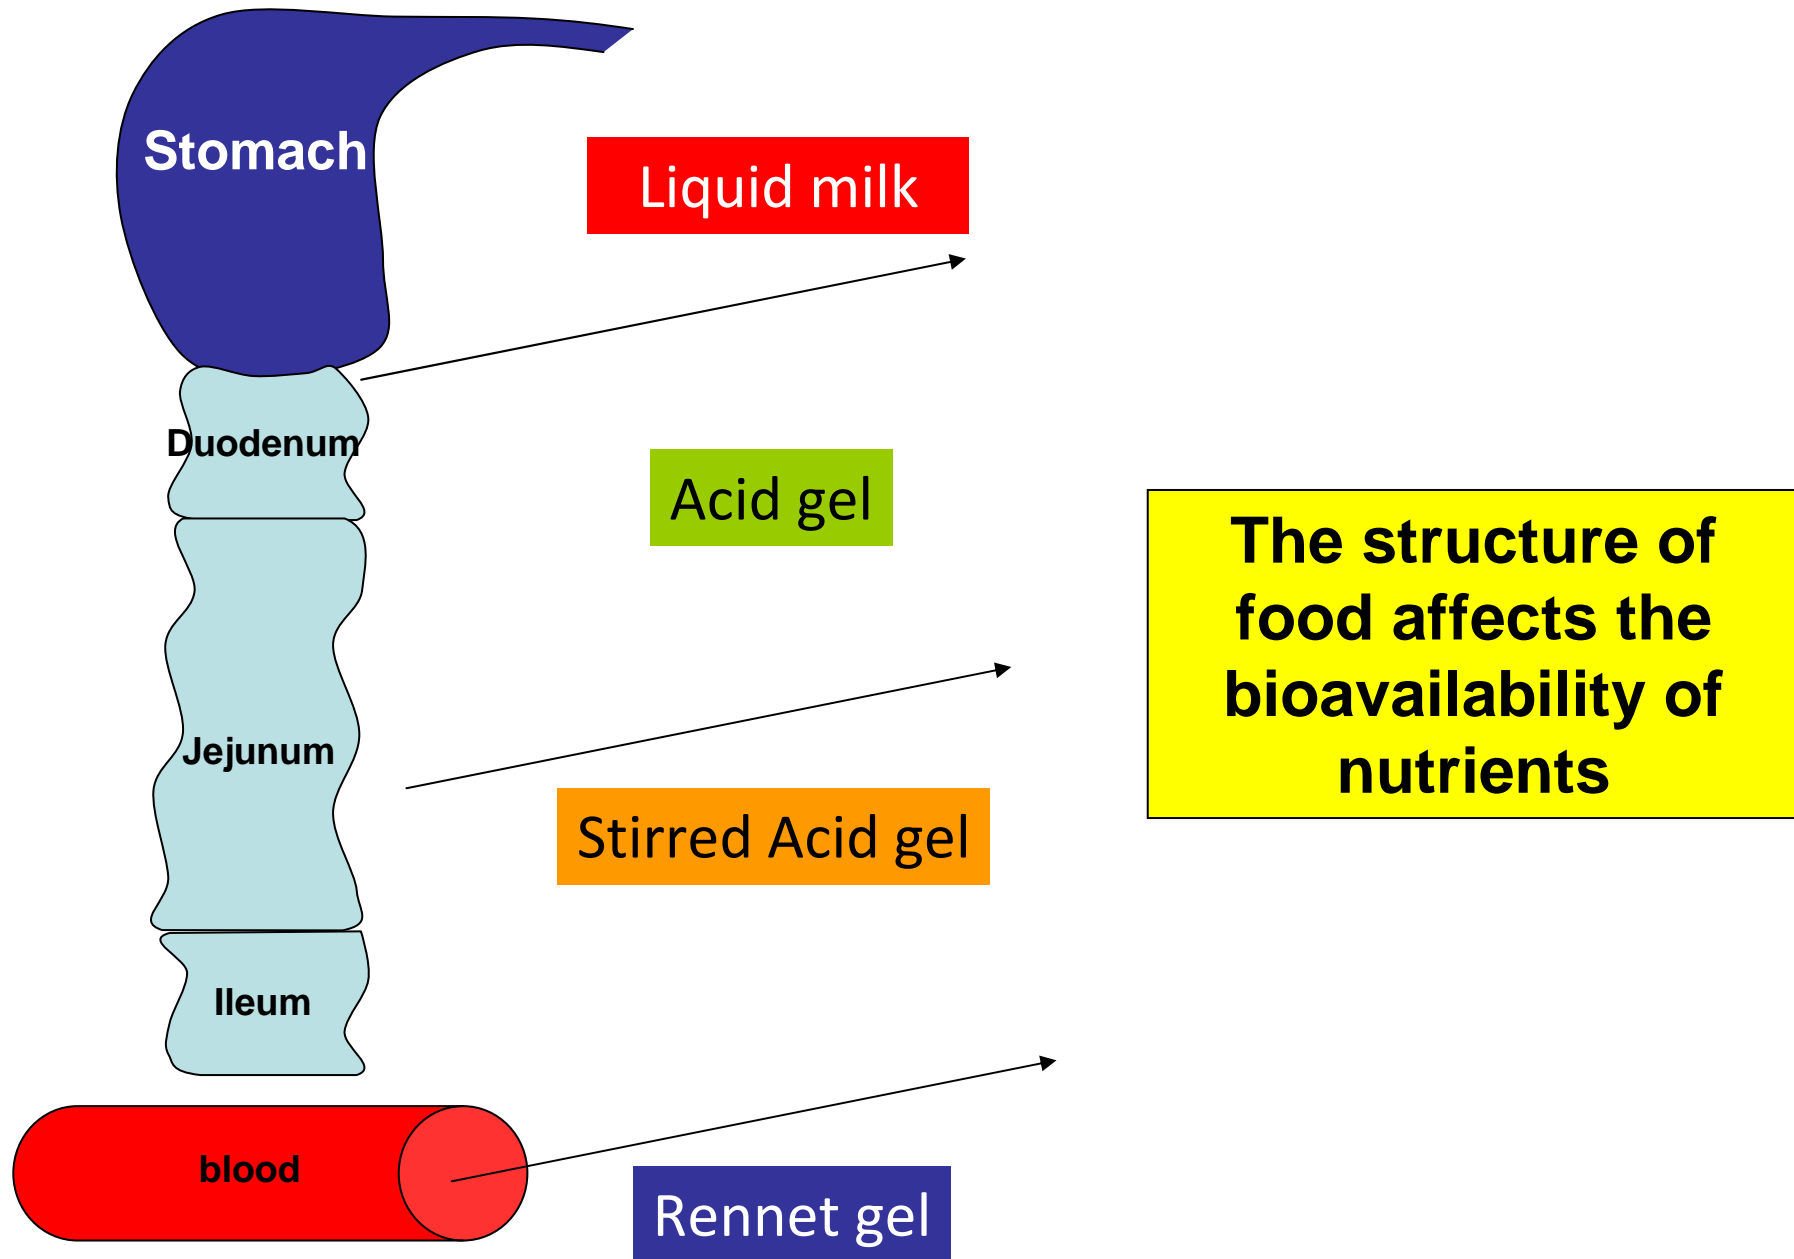 Stomach
Liquid milk
Duodenum
Acid gel
The structure of
food affects the
bioavailability of
nutrients
Jejunum
Stirred Acid gel
Ileum
blood
Rennet gel